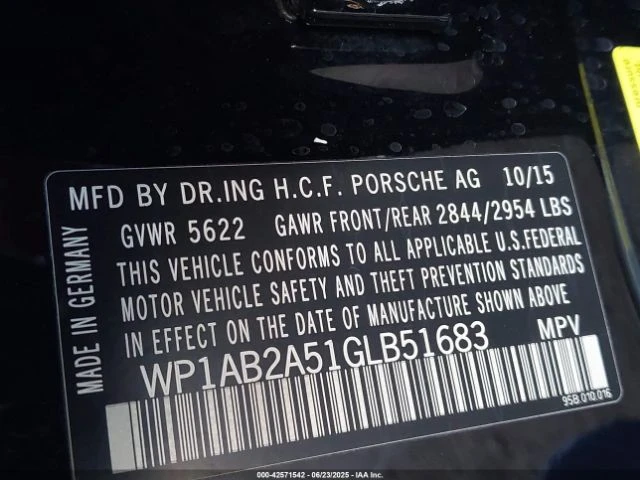 MFD BY DR.ING H.C.F. PORSCHE AG 10/15
GVWR 5622 GAWR FRONT/REAR 2844/2954 LBS
THIS VEHICLE CONFORMS TO ALL APPLICABLE U.S.FEDERAL
MOTOR VEHICLE SAFETY AND THEFT PREVENTION STANDARDS
IN EFFECT ON THE DATE OF MANUFACTURE SHOWN ABOVE
WP1AB2A51GLB51683 MPV
MADE IN GERMANY
95B.010.016
000-42571542 - 06/23/2025 - IAA Inc.